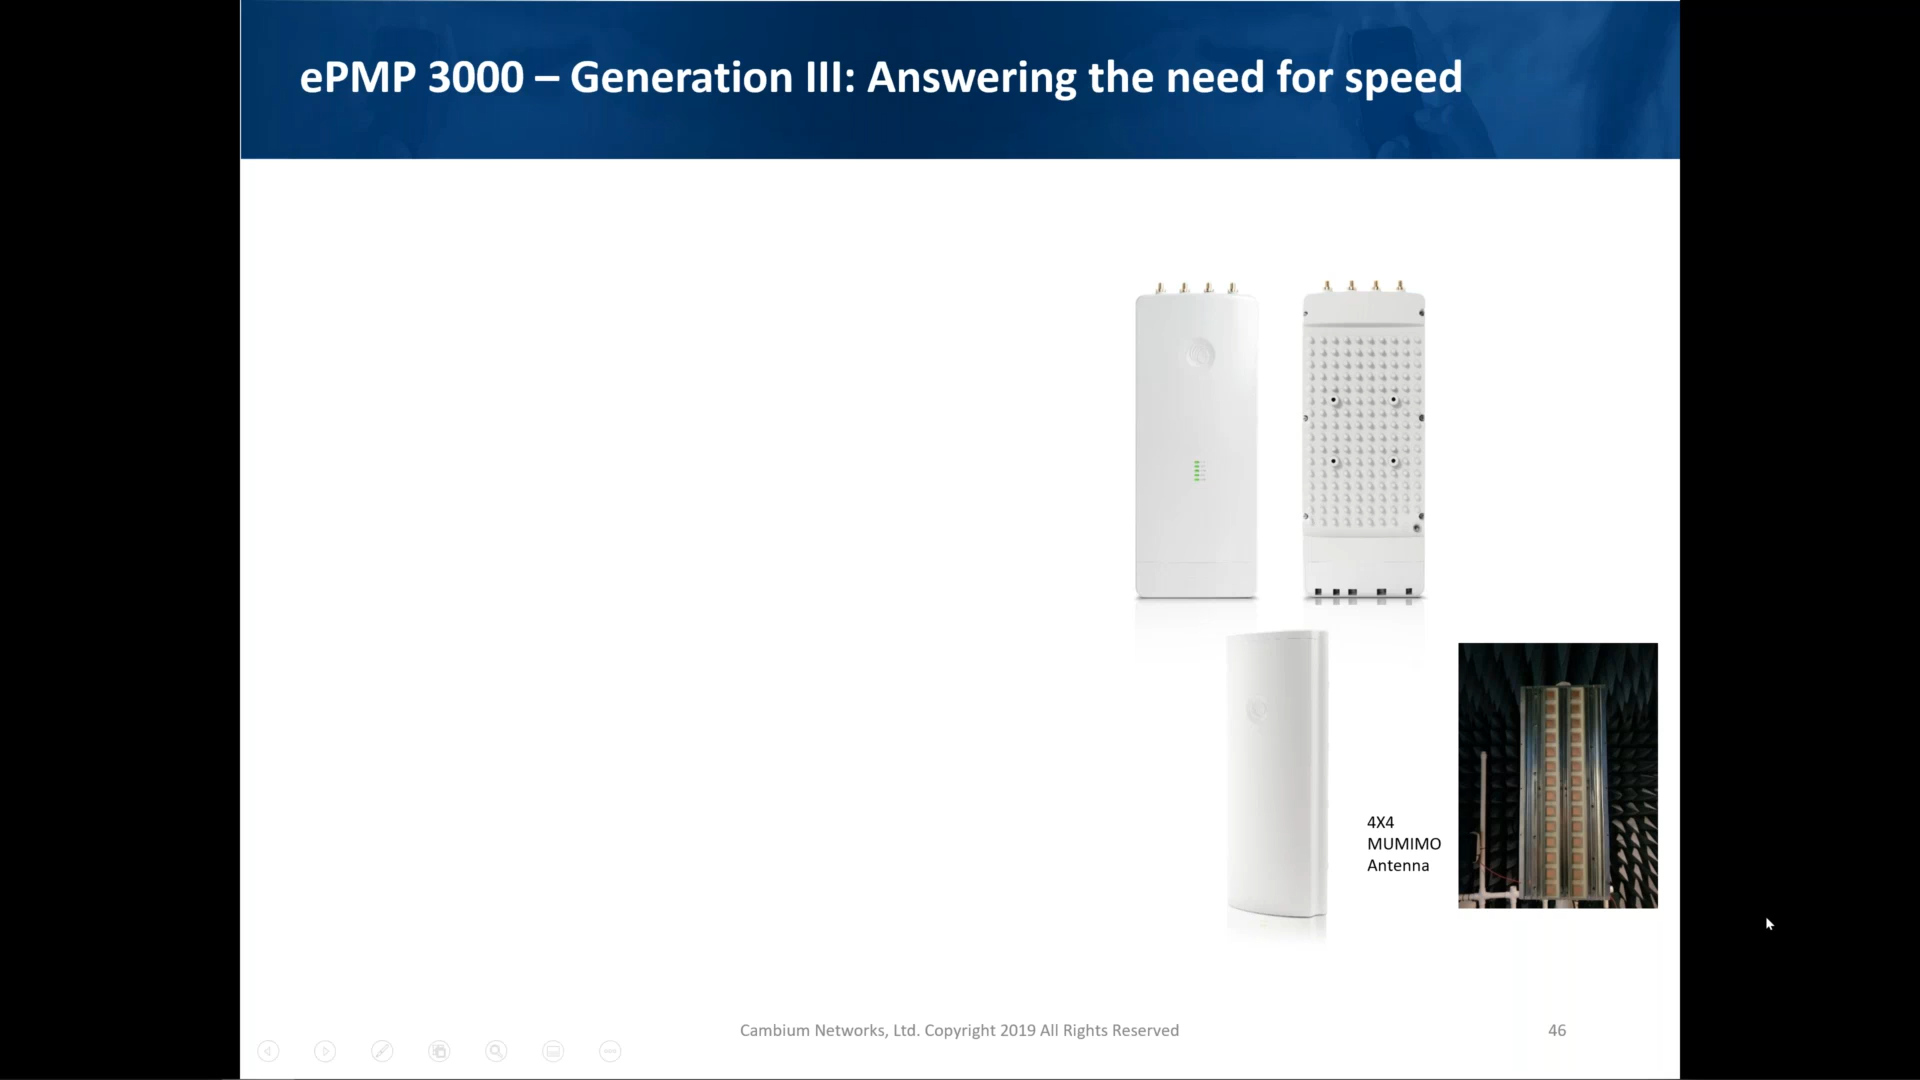 ePMP 3000 – Generation III: Answering the need for speed
4X4
MUMIMO
Antenna
Cambium Networks, Ltd. Copyright 2019 All Rights Reserved
46